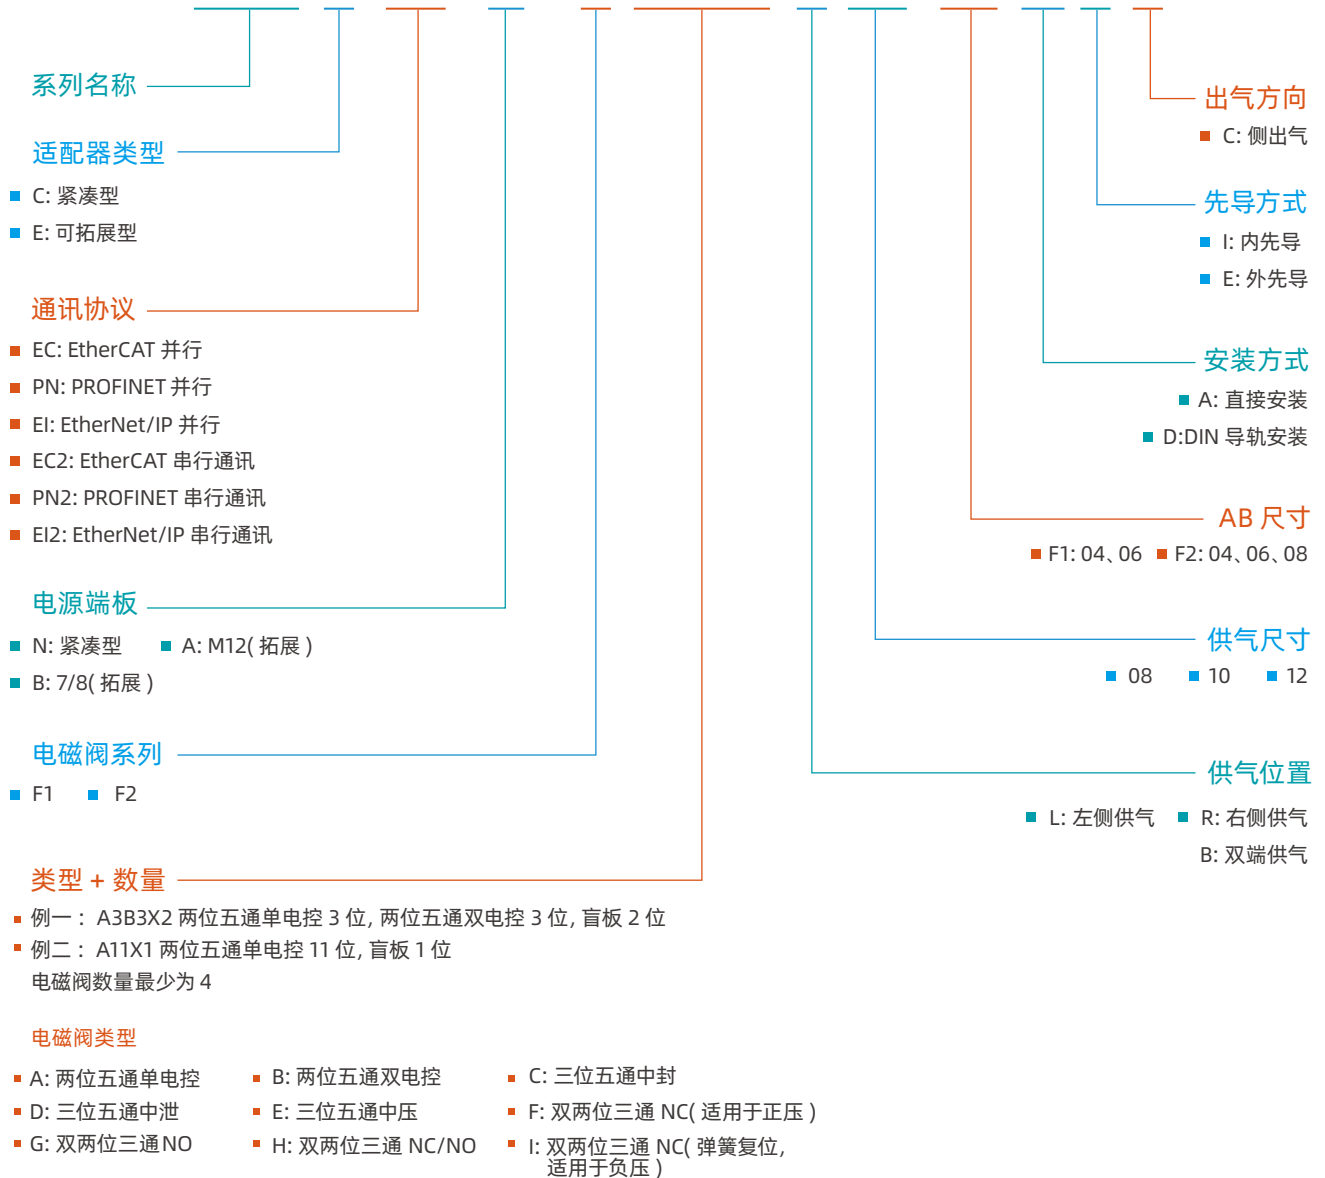 系列名称
适配器类型
C: 紧凑型
E: 可拓展型
通讯协议
EC: EtherCAT 并行
PN: PROFINET 并行
EI: EtherNet/IP 并行
EC2: EtherCAT 串行通讯
PN2: PROFINET 串行通讯
EI2: EtherNet/IP 串行通讯
电源端板
N: 紧凑型 A: M12( 拓展 )
B: 7/8( 拓展 )
电磁阀系列
F1 F2
类型 + 数量
例一： A3B3X2 两位五通单电控 3 位, 两位五通双电控 3 位, 盲板 2 位
例二： A11X1 两位五通单电控 11 位, 盲板 1 位
电磁阀数量最少为 4
电磁阀类型
A: 两位五通单电控 B: 两位五通双电控 C: 三位五通中封
D: 三位五通中泄 E: 三位五通中压 F: 双两位三通 NC( 适用于正压 )
G: 双两位三通NO H: 双两位三通 NC/NO I: 双两位三通 NC( 弹簧复位,
适用于负压 )
出气方向
C: 侧出气
先导方式
I: 内先导
E: 外先导
安装方式
A: 直接安装
D:DIN 导轨安装
AB 尺寸
F1: 04、06 F2: 04、06、08
供气尺寸
08 10 12
供气位置
L: 左侧供气 R: 右侧供气
B: 双端供气